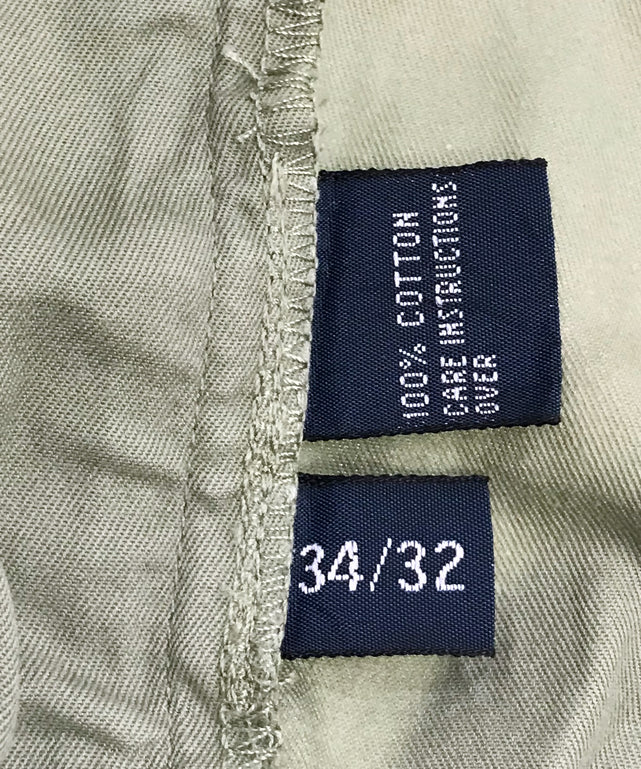 100% COTTON
CARE INSTRUCTIONS
OVER
34/32